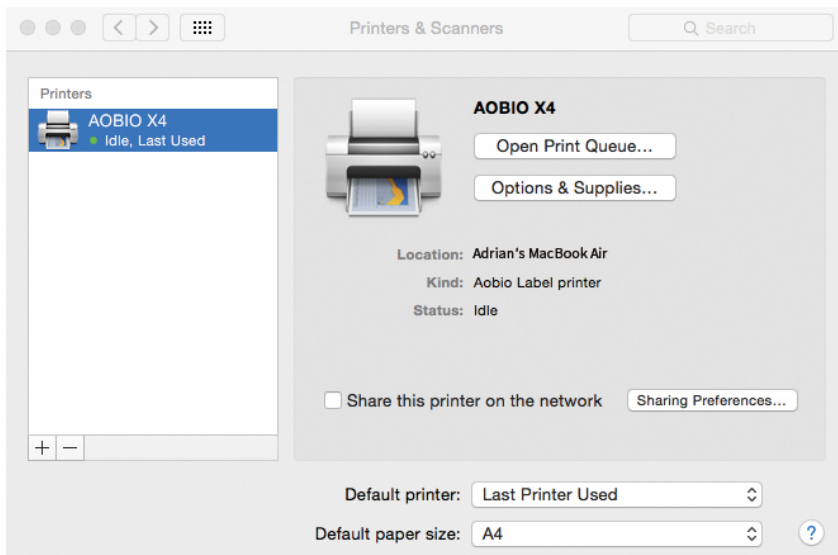 Printers & Scanners
Search
Printers
AOBIO X4
Idle, Last Used
AOBIO X4
Open Print Queue...
Options & Supplies...
Location: Adrian's MacBook Air
Kind: Aobio Label printer
Status: Idle
Share this printer on the network
Sharing Preferences...
+ −
Default printer: Last Printer Used
Default paper size: A4
?